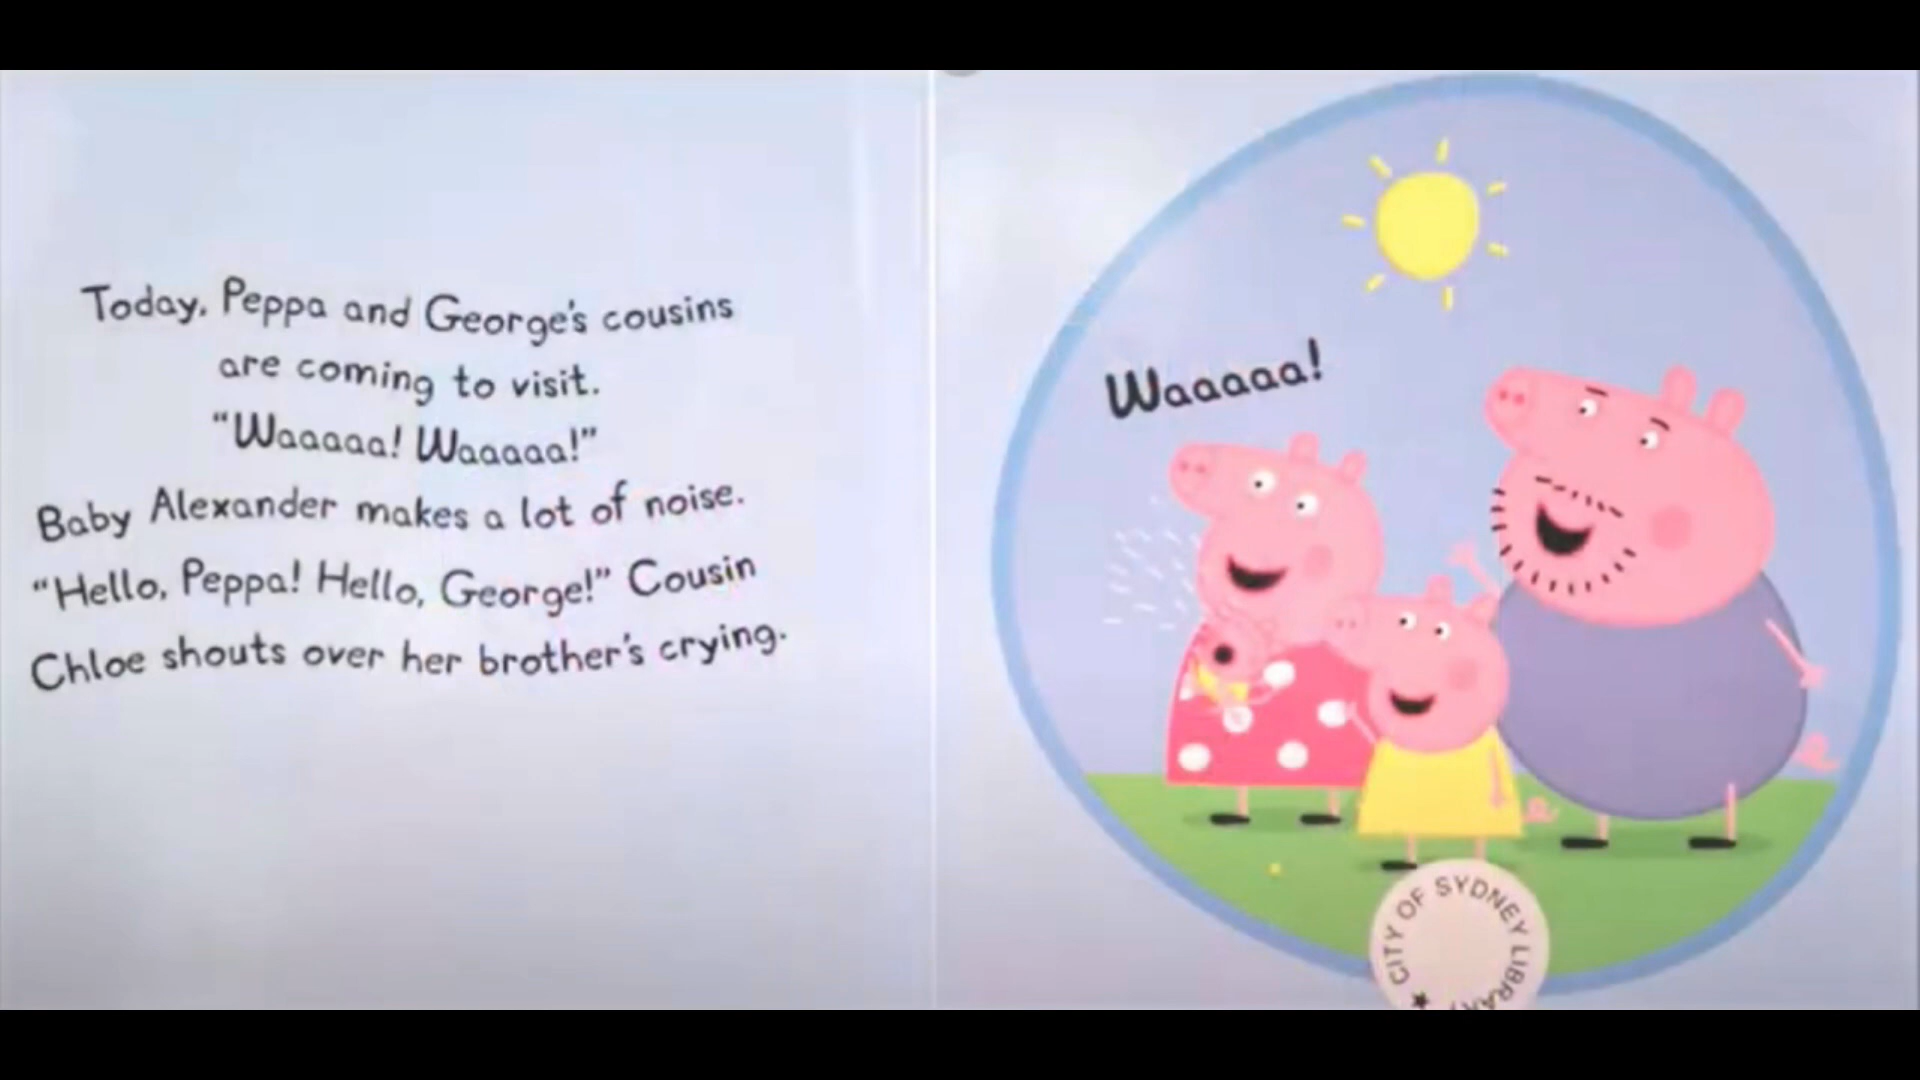 Today, Peppa and George's cousins
are coming to visit.
“Waaaaa! Waaaaa!”
Baby Alexander makes a lot of noise.
“Hello, Peppa! Hello, George!” Cousin
Chloe shouts over her brother's crying.
Waaaaa!
CITY OF SYDNEY LIBRARY